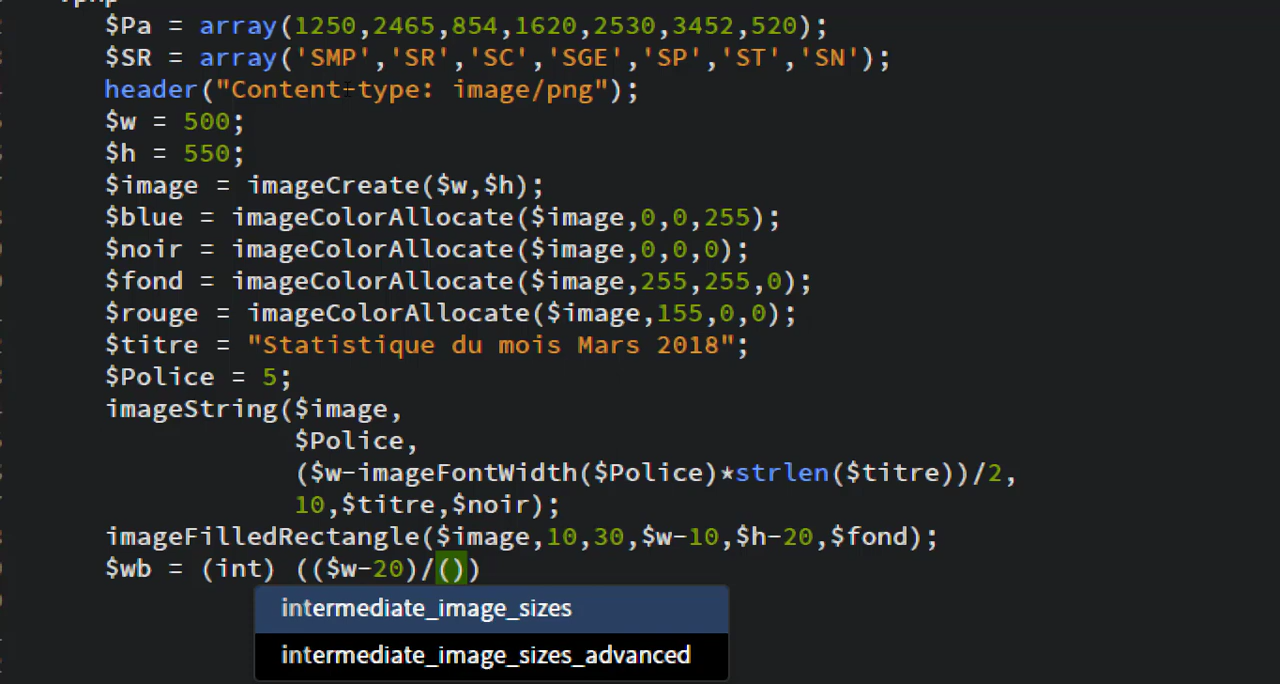 $Pa = array(1250,2465,854,1620,2530,3452,520);
$SR = array('SMP','SR','SC','SGE','SP','ST','SN');
header("Content-type: image/png");
$w = 500;
$h = 550;
$image = imageCreate($w,$h);
$blue = imageColorAllocate($image,0,0,255);
$noir = imageColorAllocate($image,0,0,0);
$fond = imageColorAllocate($image,255,255,0);
$rouge = imageColorAllocate($image,155,0,0);
$titre = "Statistique du mois Mars 2018";
$Police = 5;
imageString($image,
$Police,
($w-imageFontWidth($Police)*strlen($titre))/2,
10,$titre,$noir);
imageFilledRectangle($image,10,30,$w-10,$h-20,$fond);
$wb = (int) (($w-20)/())
intermediate_image_sizes
intermediate_image_sizes_advanced